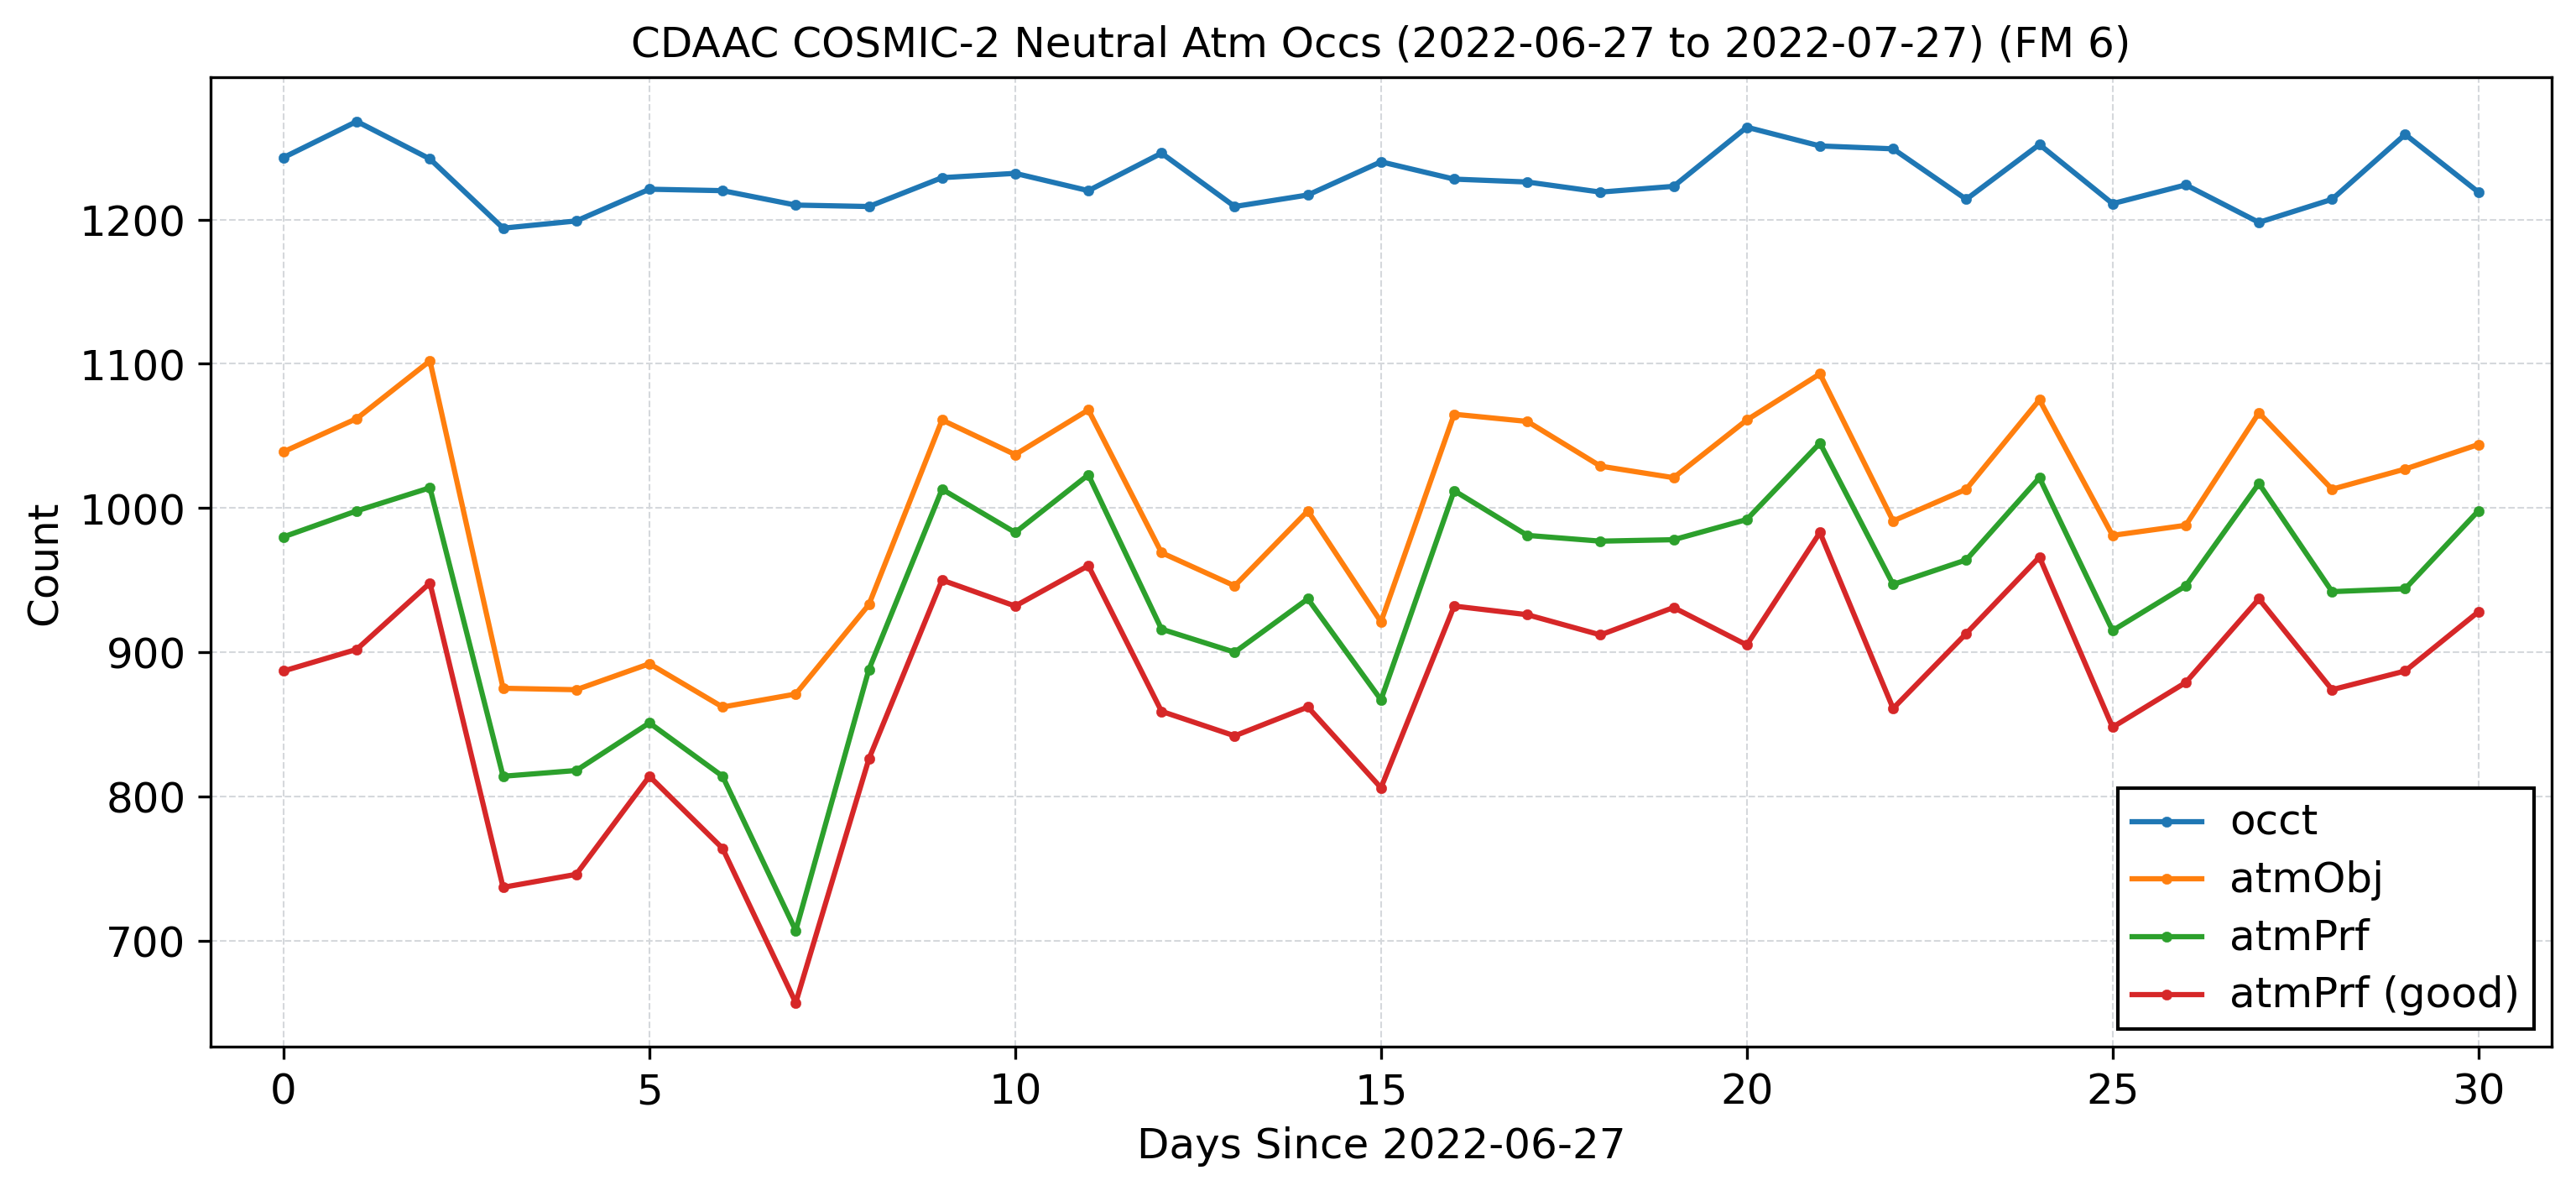 CDAAC COSMIC-2 Neutral Atm Occs (2022-06-27 to 2022-07-27) (FM 6)
1200
1100
1000
900
800
700
Count
occt
atmObj
atmPrf
atmPrf (good)
0 5 10 15 20 25 30
Days Since 2022-06-27